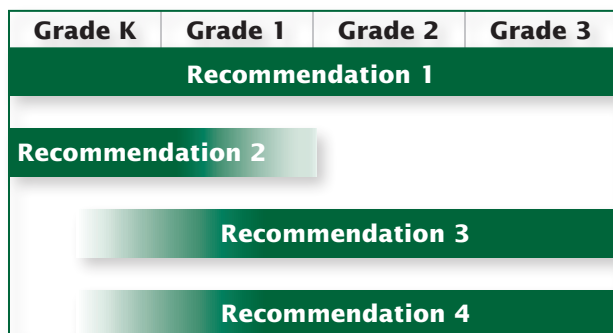 Grade K Grade 1 Grade 2 Grade 3
Recommendation 1
Recommendation 2
Recommendation 3
Recommendation 4